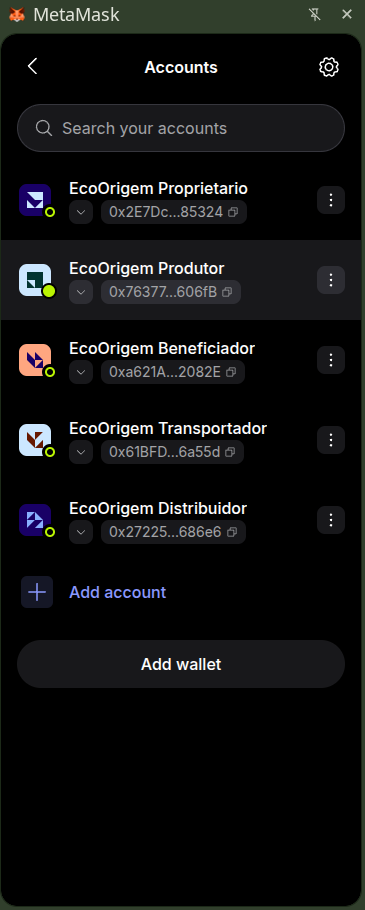 MetaMask
Accounts
Search your accounts
EcoOrigem Proprietario
0x2E7Dc...85324
EcoOrigem Produtor
0x76377...606fB
EcoOrigem Beneficiador
0xa621A...2082E
EcoOrigem Transportador
0x61BFD...6a55d
EcoOrigem Distribuidor
0x27225...686e6
Add account
Add wallet